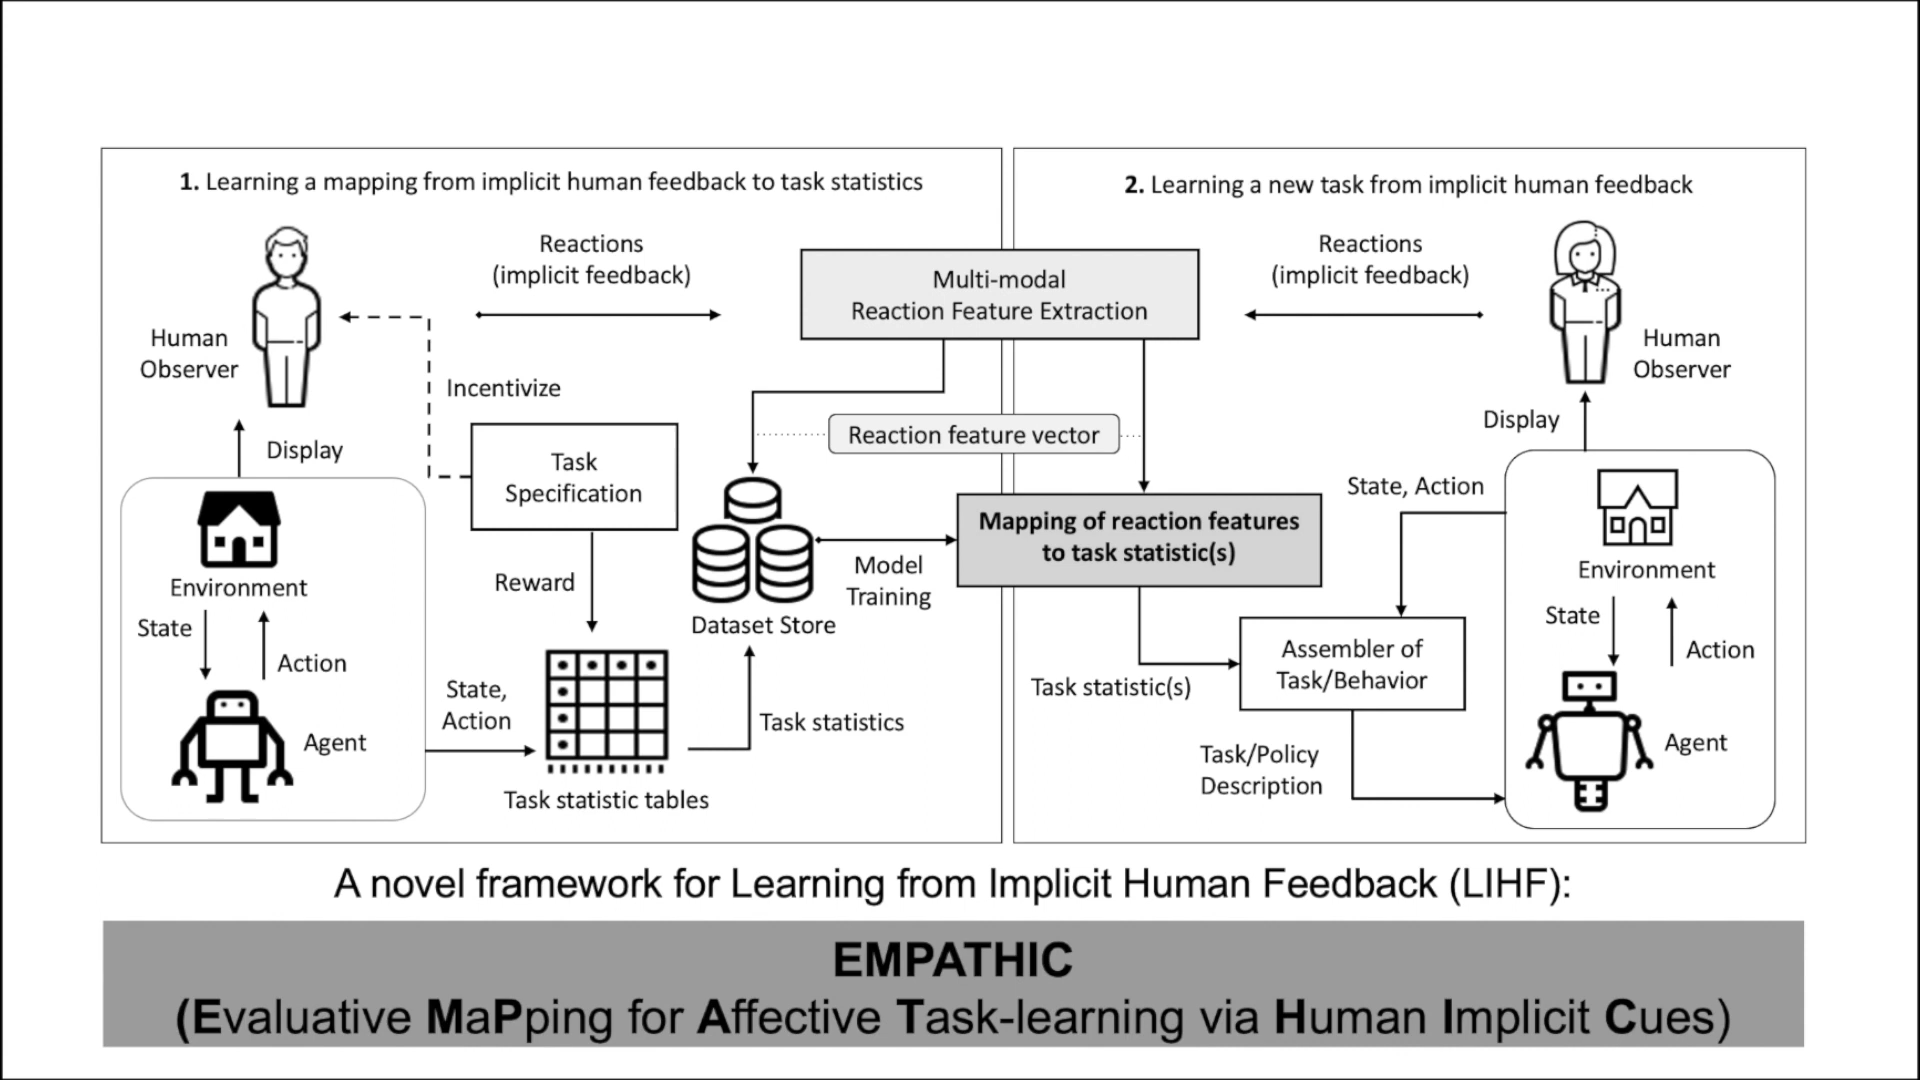 1. Learning a mapping from implicit human feedback to task statistics
Reactions
(implicit feedback)
Human
Observer
Incentivize
Display
Task
Specification
Environment
State
Action
Agent
Reward
State,
Action
Task statistic tables
Task statistics
Dataset Store
Model
Training
Multi-modal
Reaction Feature Extraction
Reaction feature vector
Mapping of reaction features
to task statistic(s)
2. Learning a new task from implicit human feedback
Reactions
(implicit feedback)
Human
Observer
Display
State, Action
Environment
State
Action
Agent
Assembler of
Task/Behavior
Task statistic(s)
Task/Policy
Description
A novel framework for Learning from Implicit Human Feedback (LIHF):
EMPATHIC
(Evaluative MaPping for Affective Task-learning via Human Implicit Cues)